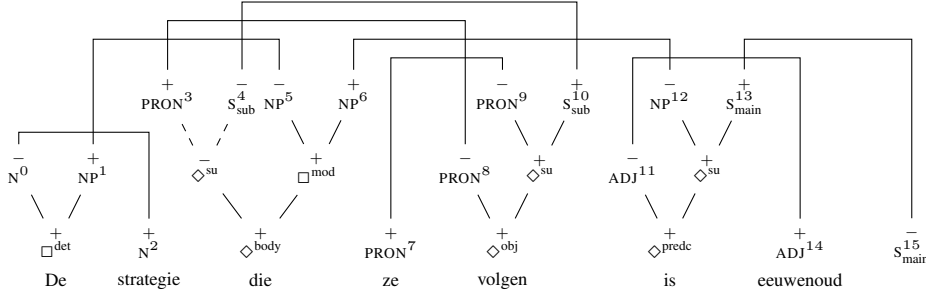 + − − + − + − +
PRON³ S⁴sub NP⁵ NP⁶ PRON⁹ S¹⁰sub NP¹² S¹³main
− + − + − + − +
N⁰ NP¹ ◇su □mod PRON⁸ ◇su ADJ¹¹ ◇su
+ + + + + + + −
□det N² ◇body PRON⁷ ◇obj ◇predc ADJ¹⁴ S¹⁵main
De strategie die ze volgen is eeuwenoud